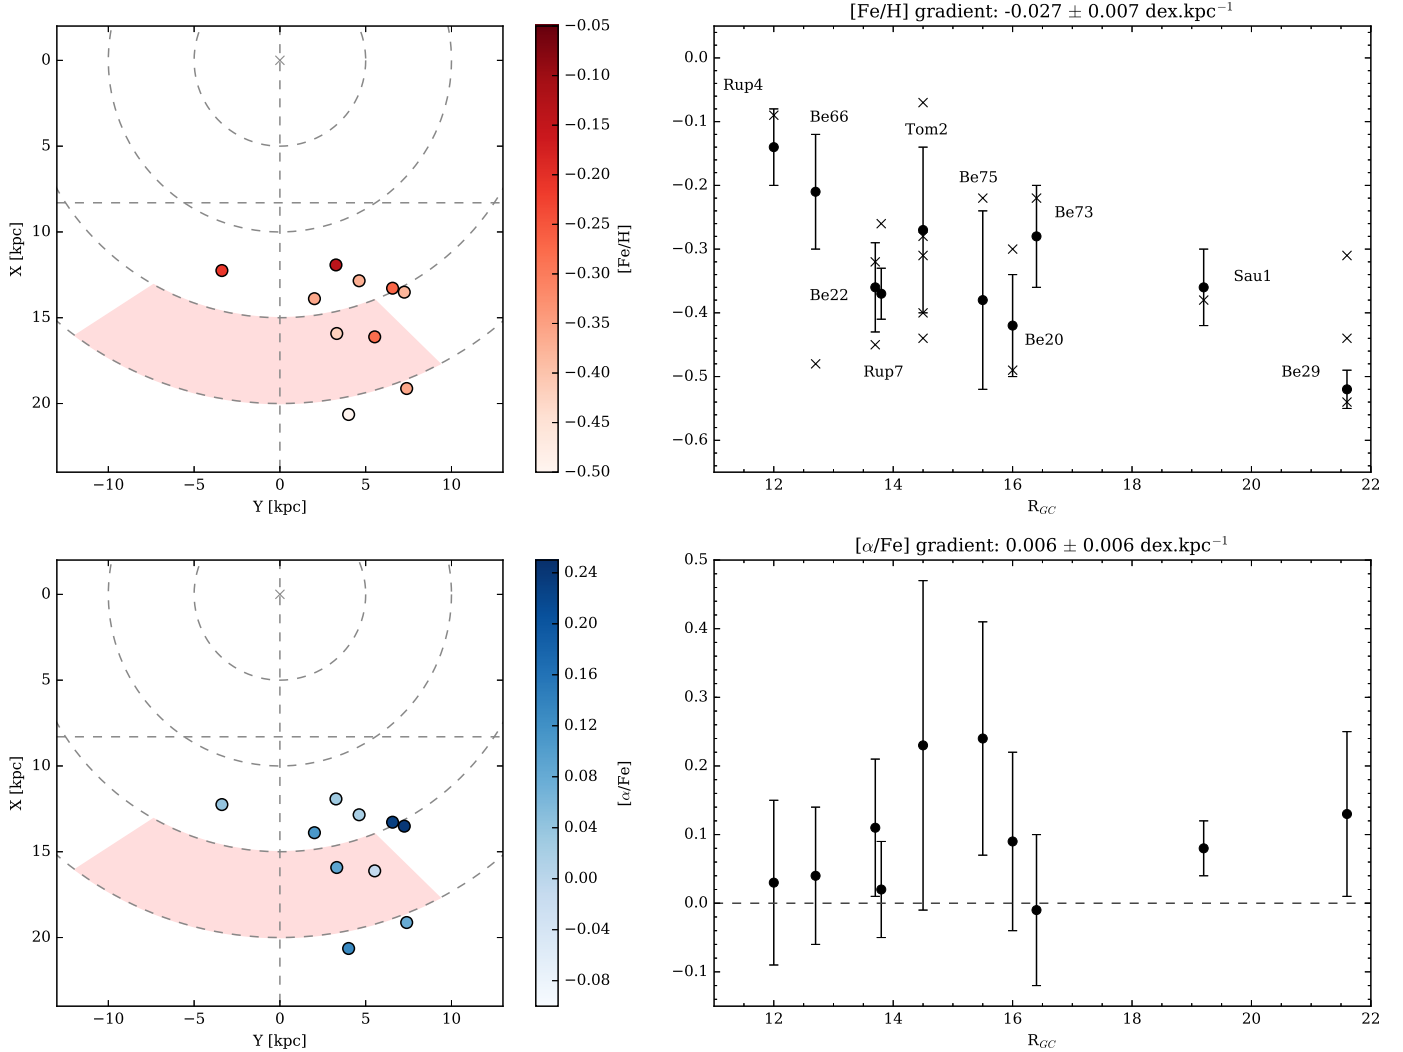 [Fe/H] gradient: -0.027 ± 0.007 dex.kpc⁻¹
0
5
10
15
20
X [kpc]
−10 −5 0 5 10
Y [kpc]
−0.05
−0.10
−0.15
−0.20
−0.25
−0.30
−0.35
−0.40
−0.45
−0.50
[Fe/H]
0.0
−0.1
−0.2
−0.3
−0.4
−0.5
−0.6
Rup4
Be66
Tom2
Be75
Be73
Be22
Sau1
Be20
Rup7
Be29
12 14 16 18 20 22
R_GC
[α/Fe] gradient: 0.006 ± 0.006 dex.kpc⁻¹
0
5
10
15
20
X [kpc]
−10 −5 0 5 10
Y [kpc]
0.24
0.20
0.16
0.12
0.08
0.04
0.00
−0.04
−0.08
[α/Fe]
0.5
0.4
0.3
0.2
0.1
0.0
−0.1
12 14 16 18 20 22
R_GC